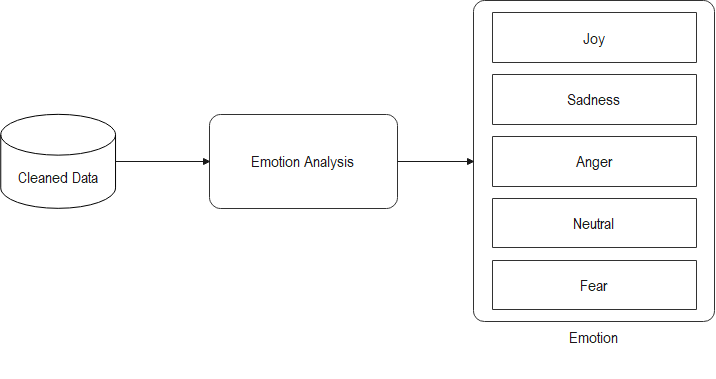 Cleaned Data
Emotion Analysis
Joy
Sadness
Anger
Neutral
Fear
Emotion